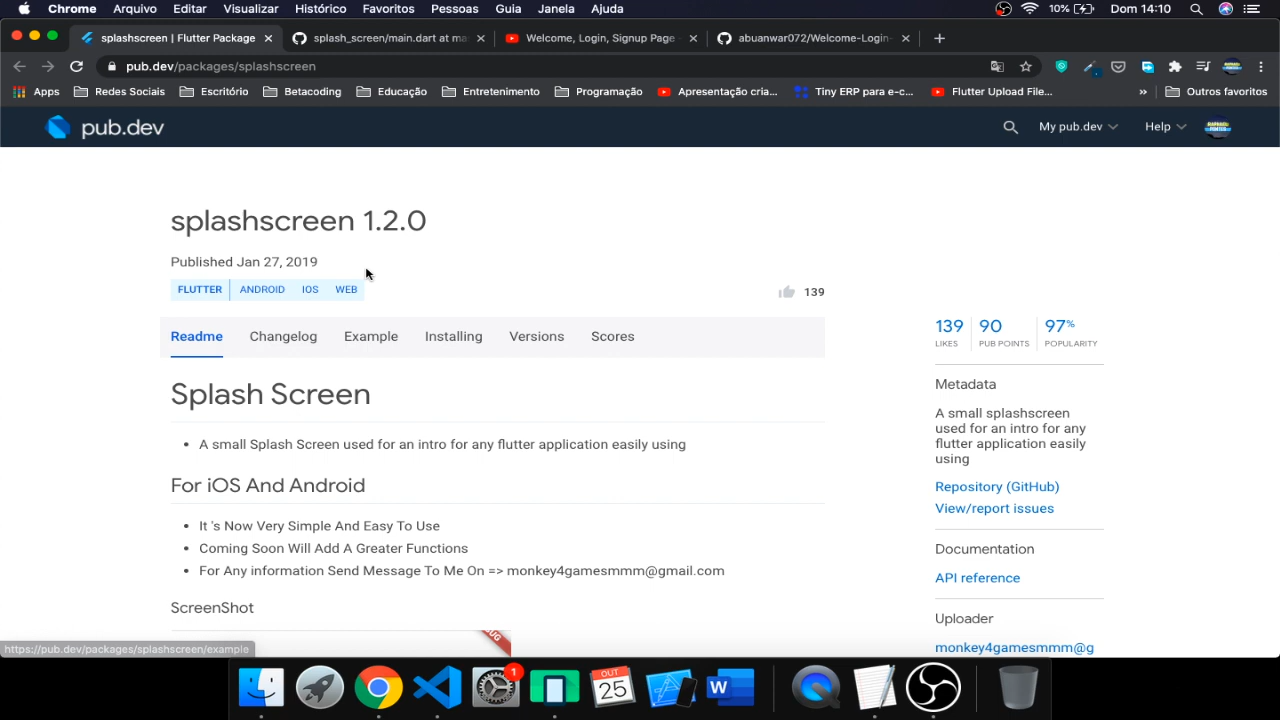 Chrome Arquivo Editar Visualizar Histórico Favoritos Pessoas Guia Janela Ajuda 10% Dom 14:10
splashscreen | Flutter Package splash_screen/main.dart at ma Welcome, Login, Signup Page - abuanwar072/Welcome-Login-
pub.dev/packages/splashscreen
Apps Redes Sociais Escritório Betacoding Educação Entretenimento Programação Apresentação cria... Tiny ERP para e-c... Flutter Upload File... » Outros favoritos
pub.dev My pub.dev Help
splashscreen 1.2.0
Published Jan 27, 2019
FLUTTER ANDROID IOS WEB
139
Readme Changelog Example Installing Versions Scores
139 90 97%
LIKES PUB POINTS POPULARITY
Splash Screen
• A small Splash Screen used for an intro for any flutter application easily using
For iOS And Android
• It 's Now Very Simple And Easy To Use
• Coming Soon Will Add A Greater Functions
• For Any information Send Message To Me On => monkey4gamesmmm@gmail.com
ScreenShot
Metadata
A small splashscreen
used for an intro for any
flutter application easily
using
Repository (GitHub)
View/report issues
Documentation
API reference
Uploader
monkey4gamesmmm@g
https://pub.dev/packages/splashscreen/example
1
OUT
25
W